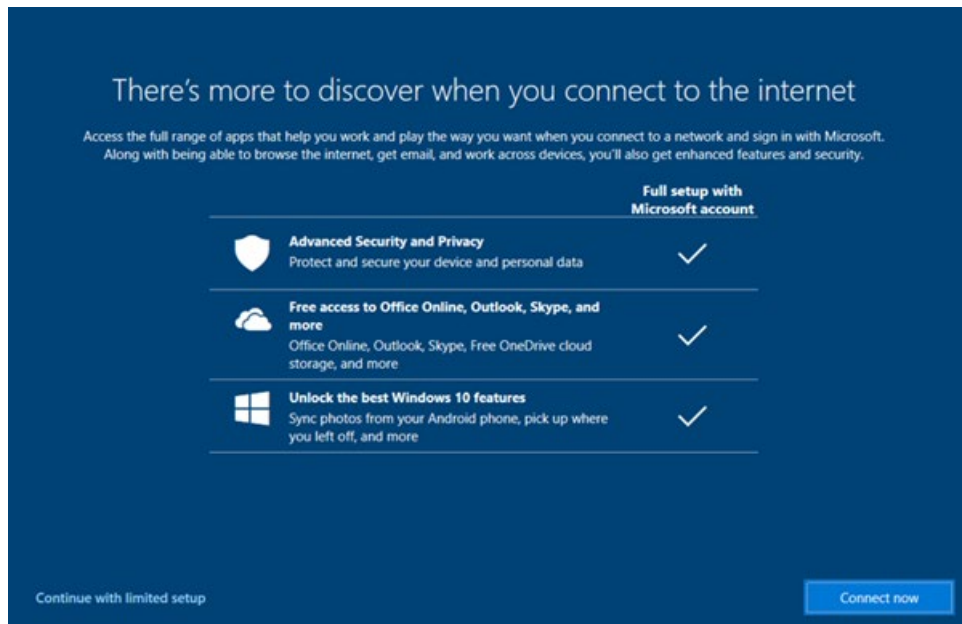 There's more to discover when you connect to the internet
Access the full range of apps that help you work and play the way you want when you connect to a network and sign in with Microsoft.
Along with being able to browse the internet, get email, and work across devices, you'll also get enhanced features and security.
Full setup with
Microsoft account
Advanced Security and Privacy
Protect and secure your device and personal data
Free access to Office Online, Outlook, Skype, and
more
Office Online, Outlook, Skype, Free OneDrive cloud
storage, and more
Unlock the best Windows 10 features
Sync photos from your Android phone, pick up where
you left off, and more
Continue with limited setup
Connect now